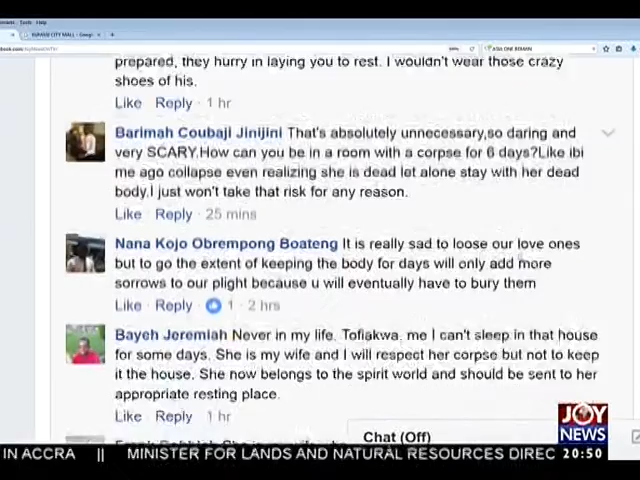 Tools Help
KUMASI CITY MALL - Googl
prepared, they hurry in laying you to rest. I wouldn't wear those crazy
shoes of his.
Like Reply · 1 hr
Barimah Coubaji Jinijini That's absolutely unnecessary,so daring and
very SCARY.How can you be in a room with a corpse for 6 days?Like ibi
me ago collapse even realizing she is dead let alone stay with her dead
body.I just won't take that risk for any reason.
Like Reply · 25 mins
Nana Kojo Obrempong Boateng It is really sad to loose our love ones
but to go the extent of keeping the body for days will only add more
sorrows to our plight because u will eventually have to bury them
Like · Reply · 1 · 2 hrs
Bayeh Jeremiah Never in my life. Tofiakwa, me I can't sleep in that house
for some days. She is my wife and I will respect her corpse but not to keep
it the house. She now belongs to the spirit world and should be sent to her
appropriate resting place.
Like · Reply · 1 hr
Chat (Off)
JOY
NEWS
IN ACCRA || MINISTER FOR LANDS AND NATURAL RESOURCES DIREC
20:50